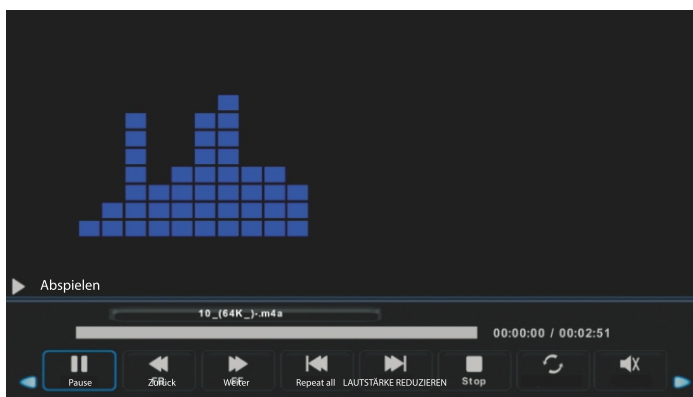 Abspielen
10_(64K_)-.m4a
00:00:00 / 00:02:51
Pause Zurück Weiter Repeat all LAUTSTÄRKE REDUZIEREN Stop